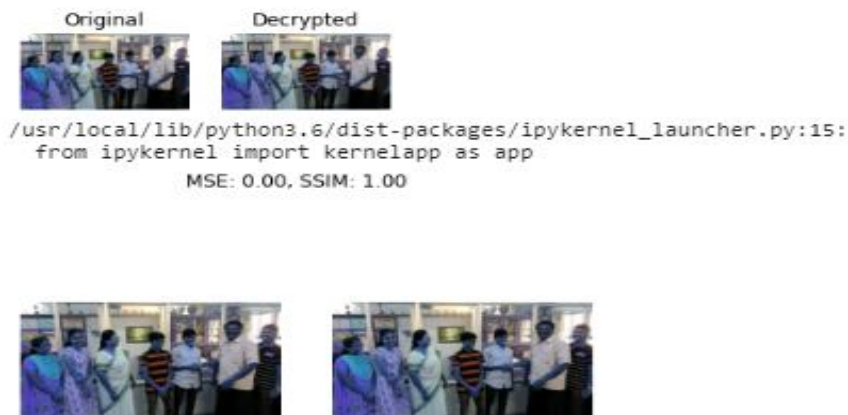 Original Decrypted
/usr/local/lib/python3.6/dist-packages/ipykernel_launcher.py:15:
from ipykernel import kernelapp as app
MSE: 0.00, SSIM: 1.00